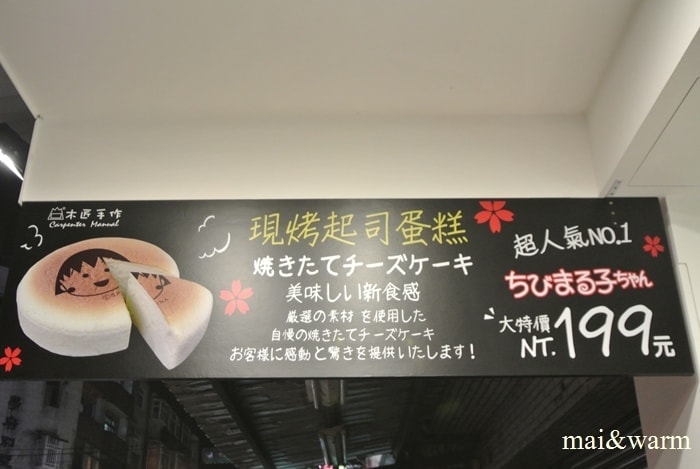 木匠手作
Carpenter Manual
現烤起司蛋糕
焼きたてチーズケーキ
美味しい新食感
厳選の素材 を使用した
自慢の焼きたてチーズケーキ
お客様に感動と驚きを提供いたします!
超人氣NO.1
ちびまる子ちゃん
大特價
NT.199元
mai&warm